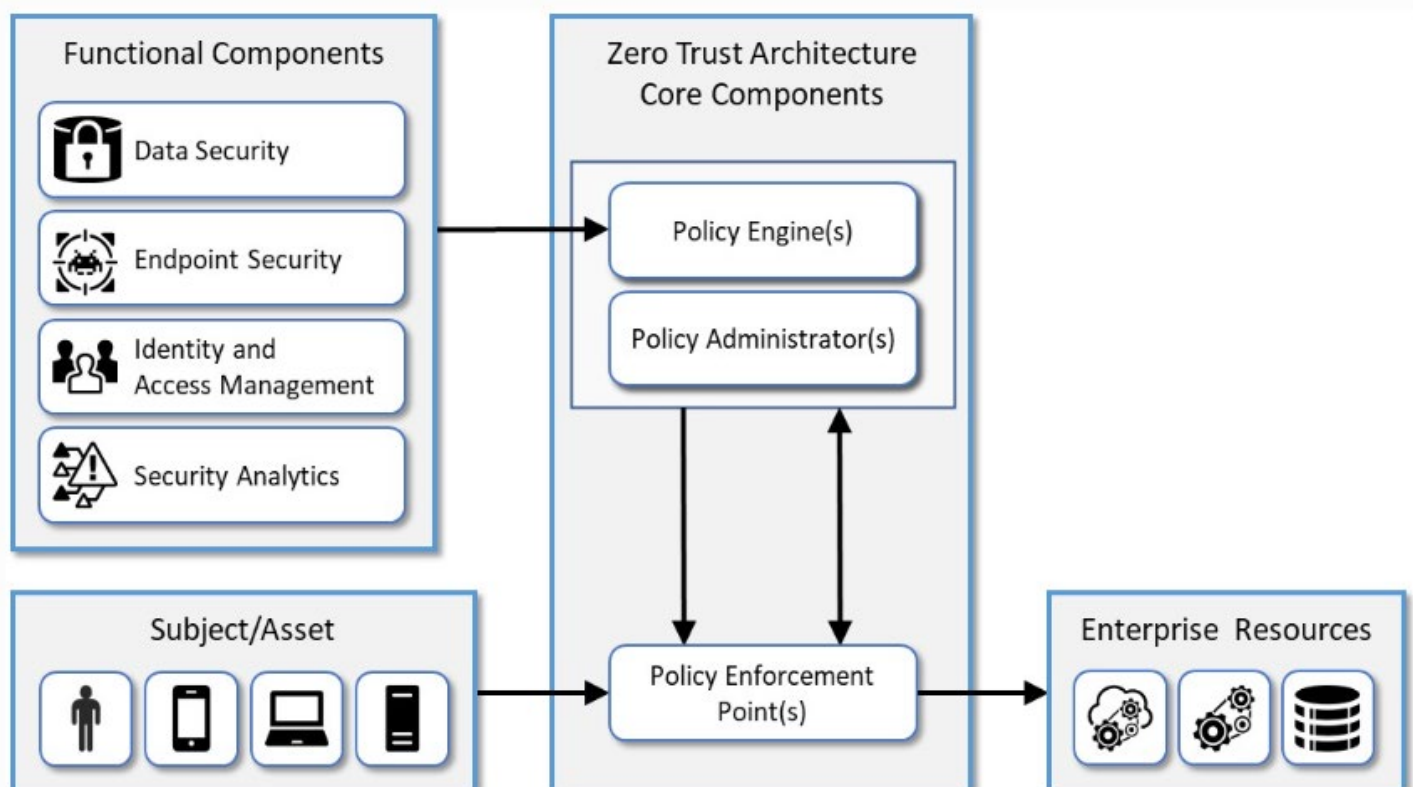 Functional Components
Data Security
Endpoint Security
Identity and
Access Management
Security Analytics
Zero Trust Architecture
Core Components
Policy Engine(s)
Policy Administrator(s)
Subject/Asset
Policy Enforcement
Point(s)
Enterprise Resources